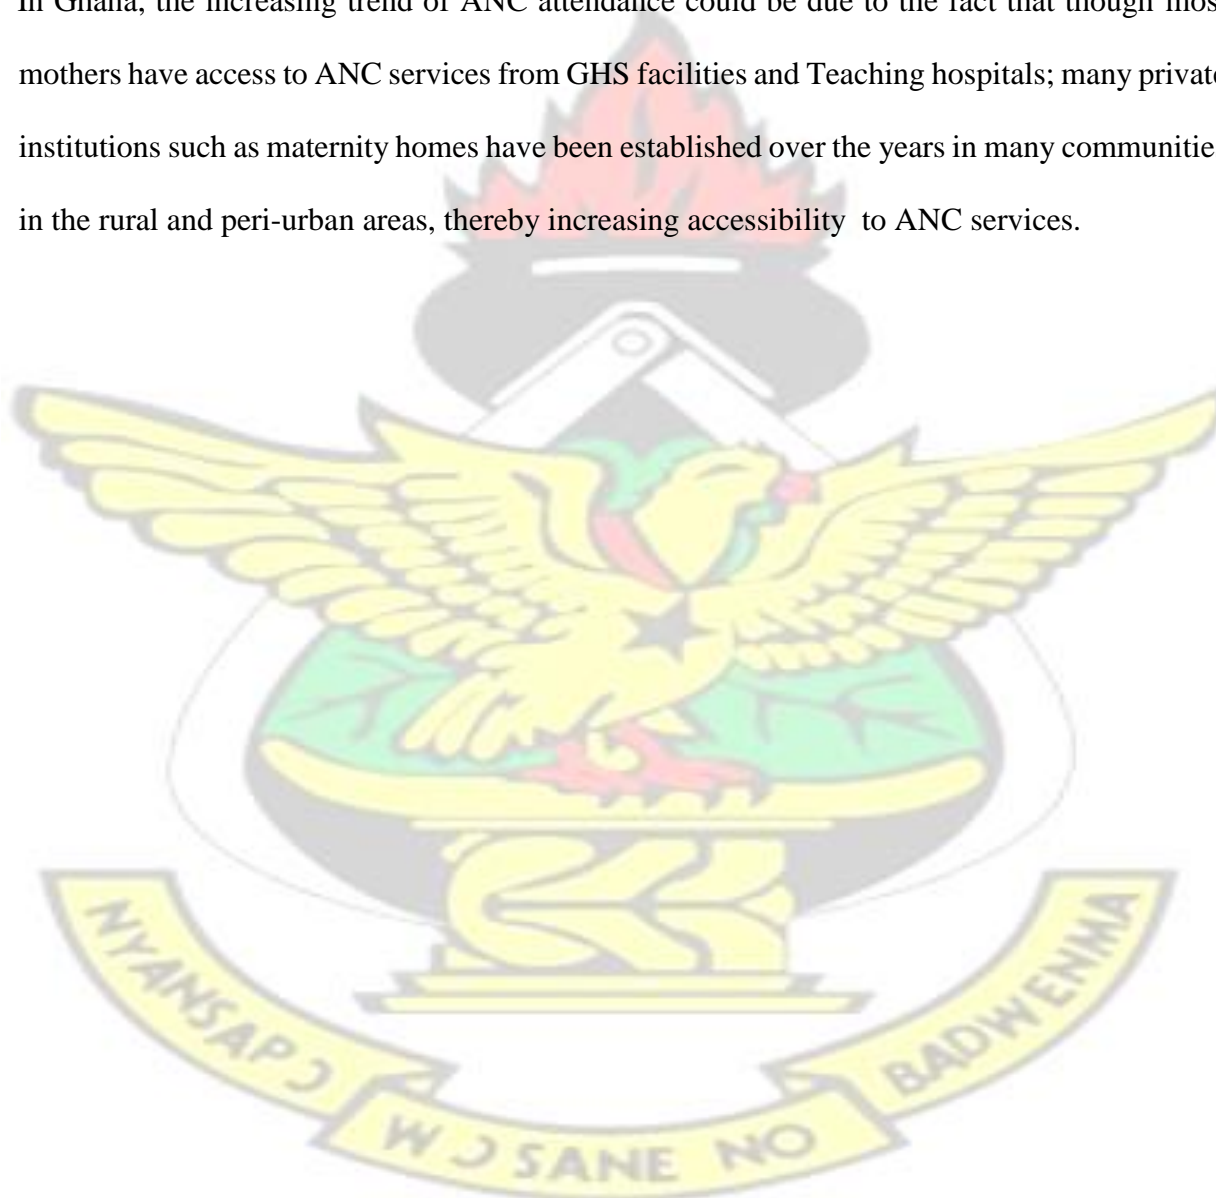 In Ghana, the increasing trend of ANC attendance could be due to the fact that though mos
mothers have access to ANC services from GHS facilities and Teaching hospitals; many private
institutions such as maternity homes have been established over the years in many communitie
in the rural and peri-urban areas, thereby increasing accessibility to ANC services.
NYANSAPƆ
WƆSANE NO
BADWENMA